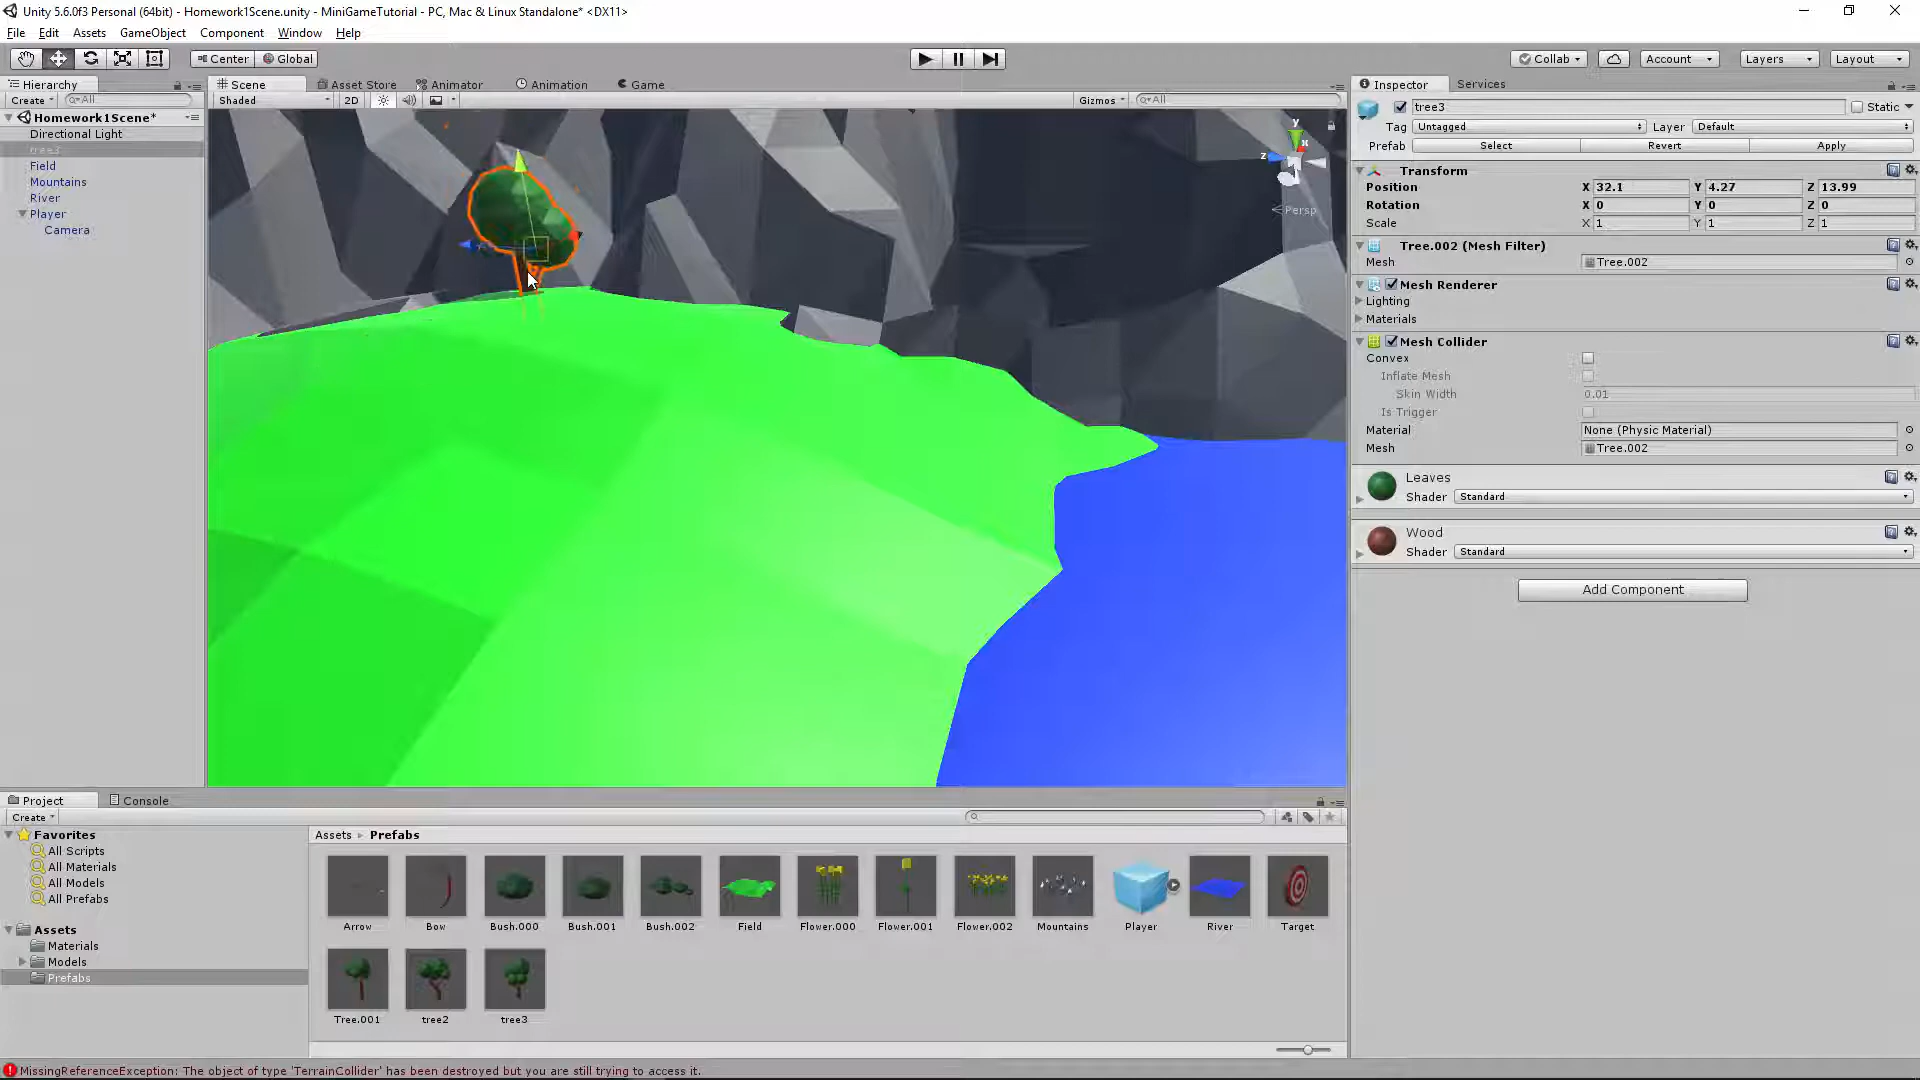 Unity 5.6.0f3 Personal (64bit) - Homework1Scene.unity - MiniGameTutorial - PC, Mac & Linux Standalone* <DX11>
File Edit Assets GameObject Component Window Help
Center Global Collab Account Layers Layout
Hierarchy Scene Asset Store Animator Animation Game Inspector Services
Create All Shaded 2D Gizmos All
Homework1Scene*
Directional Light
tree3
Field
Mountains
River
Player
Camera
y
x
z
Persp
tree3 Static
Tag Untagged Layer Default
Prefab Select Revert Apply
Transform
Position X 32.1 Y 4.27 Z 13.99
Rotation X 0 Y 0 Z 0
Scale X 1 Y 1 Z 1
Tree.002 (Mesh Filter)
Mesh Tree.002
Mesh Renderer
Lighting
Materials
Mesh Collider
Convex
Inflate Mesh
Skin Width 0.01
Is Trigger
Material None (Physic Material)
Mesh Tree.002
Leaves
Shader Standard
Wood
Shader Standard
Add Component
Project Console
Create
Favorites
All Scripts
All Materials
All Models
All Prefabs
Assets
Materials
Models
Prefabs
Assets Prefabs
Arrow Bow Bush.000 Bush.001 Bush.002 Field Flower.000 Flower.001 Flower.002 Mountains Player River Target
Tree.001 tree2 tree3
MissingReferenceException: The object of type 'TerrainCollider' has been destroyed but you are still trying to access it.